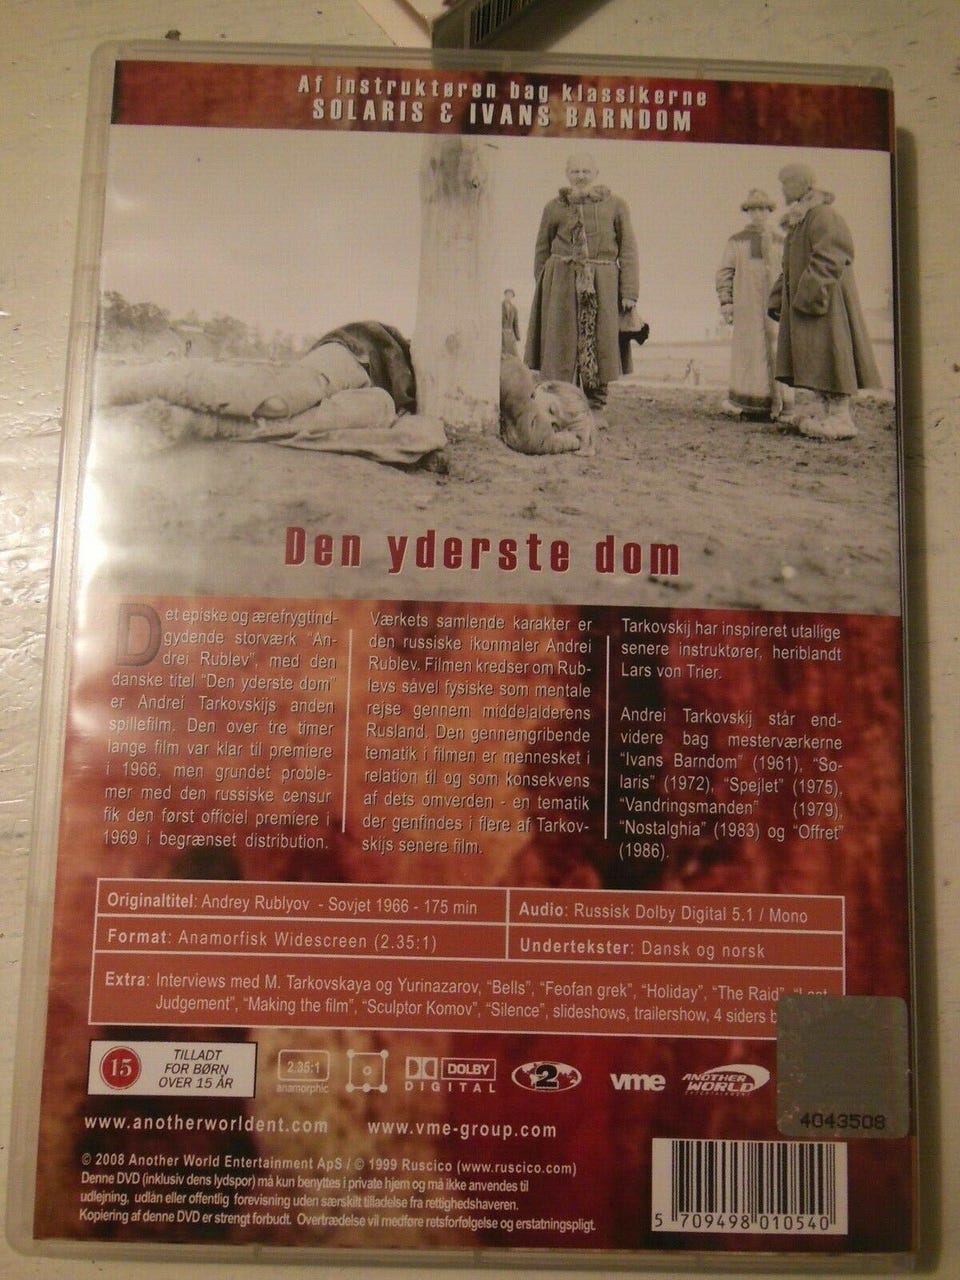 Af instruktøren bag klassikerne
SOLARIS & IVANS BARNDOM
Den yderste dom
Det episke og ærefrygtind-
gydende storværk "An-
drei Rublev", med den
danske titel "Den yderste dom"
er Andrei Tarkovskijs anden
spillefilm. Den over tre timer
lange film var klar til premiere
i 1966, men grundet proble-
mer med den russiske censur
fik den først officiel premiere i
1969 i begrænset distribution.
Værkets samlende karakter er
den russiske ikonmaler Andrei
Rublev. Filmen kredser om Rub-
levs såvel fysiske som mentale
rejse gennem middelalderens
Rusland. Den gennemgribende
tematik i filmen er mennesket i
relation til og som konsekvens
af dets omverden - en tematik
der genfindes i flere af Tarkov-
skijs senere film.
Tarkovskij har inspireret utallige
senere instruktører, heriblandt
Lars von Trier.
Andrei Tarkovskij står end-
videre bag mesterværkerne
"Ivans Barndom" (1961), "So-
laris" (1972), "Spejlet" (1975),
"Vandringsmanden" (1979),
"Nostalghia" (1983) og "Offret"
(1986).
Originaltitel: Andrey Rublyov - Sovjet 1966 - 175 min
Audio: Russisk Dolby Digital 5.1 / Mono
Format: Anamorfisk Widescreen (2.35:1)
Undertekster: Dansk og norsk
Extra: Interviews med M. Tarkovskaya og Yurinazarov, "Bells", "Feofan grek", "Holiday", "The Raid", "Last
Judgement", "Making the film", "Sculptor Komov", "Silence", slideshows, trailershow, 4 siders b
15
TILLADT
FOR BØRN
OVER 15 ÅR
2.35:1
anamorphic
DOLBY
DIGITAL
2
vme
ANOTHER
WORLD
ENTERTAINMENT
4043508
www.anotherworldent.com
www.vme-group.com
© 2008 Another World Entertainment ApS / © 1999 Ruscico (www.ruscico.com)
Denne DVD (inklusiv dens lydspor) må kun benyttes i private hjem og må ikke anvendes til
udlejning, udlån eller offentlig forevisning uden særskilt tilladelse fra rettighedshaveren.
Kopiering af denne DVD er strengt forbudt. Overtrædelse vil medføre retsforfølgelse og erstatningspligt.
5 709498 010540